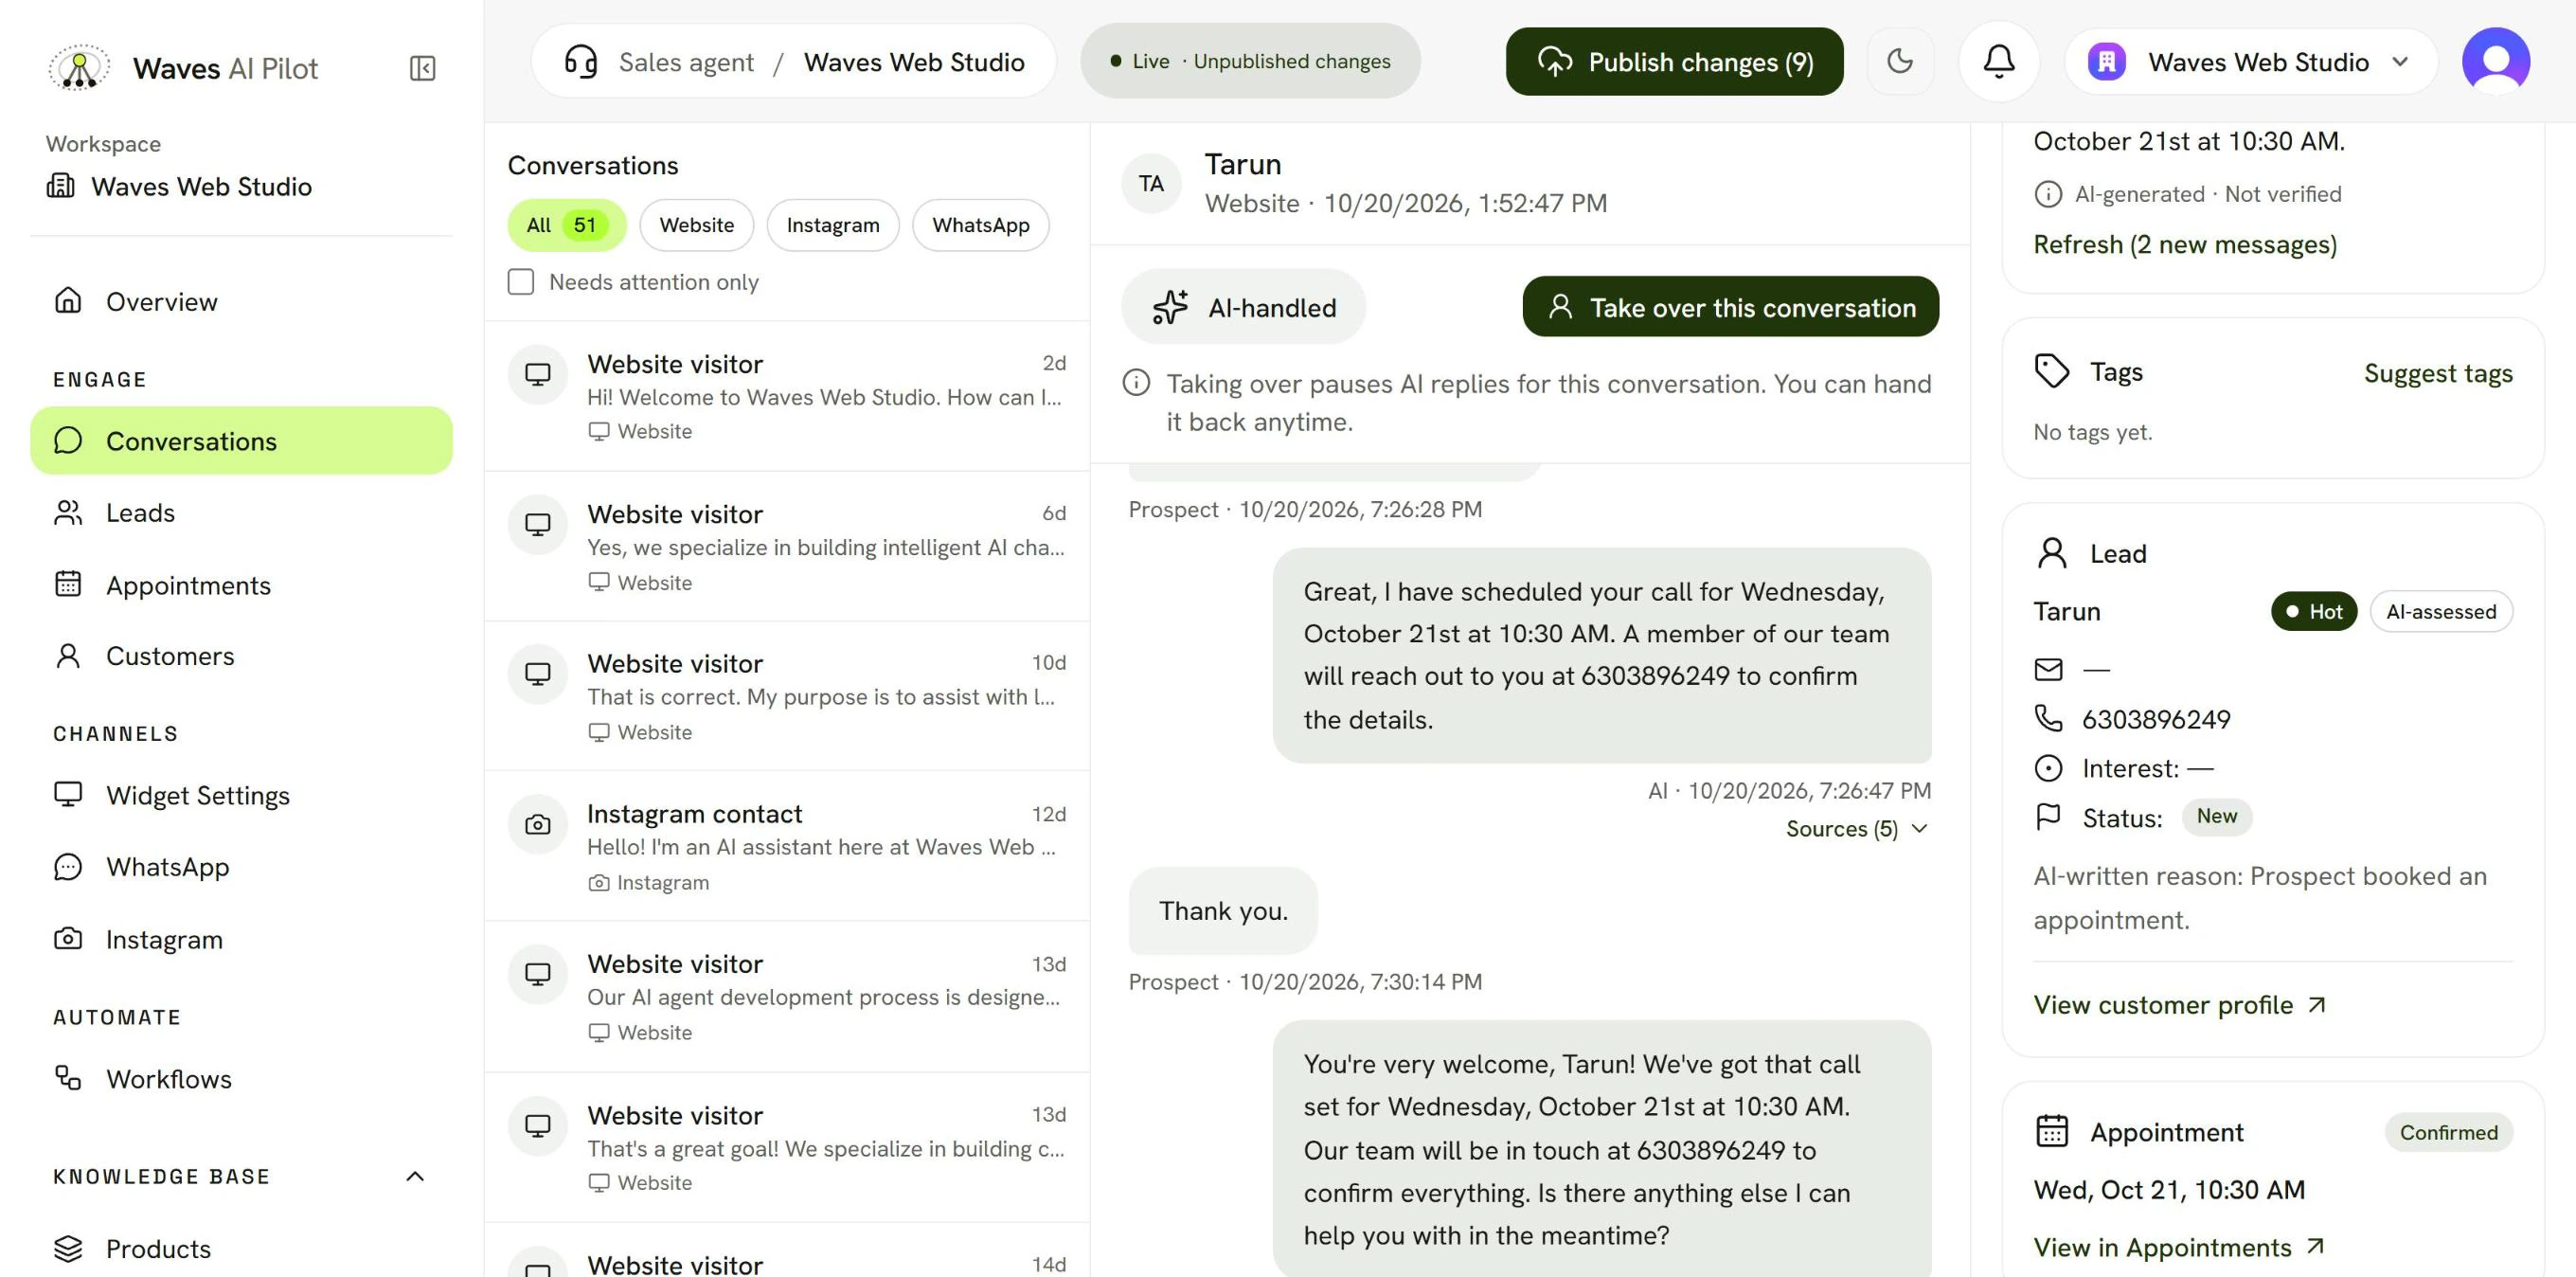 Waves AI Pilot
Workspace
Waves Web Studio
Overview
ENGAGE
Conversations
Leads
Appointments
Customers
CHANNELS
Widget Settings
WhatsApp
Instagram
AUTOMATE
Workflows
KNOWLEDGE BASE
Products
Sales agent / Waves Web Studio
Live · Unpublished changes
Publish changes (9)
Waves Web Studio
Conversations
All 51
Website
Instagram
WhatsApp
Needs attention only
Website visitor 2d
Hi! Welcome to Waves Web Studio. How can I...
Website
Website visitor 6d
Yes, we specialize in building intelligent AI cha...
Website
Website visitor 10d
That is correct. My purpose is to assist with l...
Website
Instagram contact 12d
Hello! I'm an AI assistant here at Waves Web ...
Instagram
Website visitor 13d
Our AI agent development process is designe...
Website
Website visitor 13d
That's a great goal! We specialize in building c...
Website
Website visitor 14d
TA
Tarun
Website · 10/20/2026, 1:52:47 PM
AI-handled
Take over this conversation
Taking over pauses AI replies for this conversation. You can hand
it back anytime.
Prospect · 10/20/2026, 7:26:28 PM
Great, I have scheduled your call for Wednesday,
October 21st at 10:30 AM. A member of our team
will reach out to you at 6303896249 to confirm
the details.
AI · 10/20/2026, 7:26:47 PM
Sources (5)
Thank you.
Prospect · 10/20/2026, 7:30:14 PM
You're very welcome, Tarun! We've got that call
set for Wednesday, October 21st at 10:30 AM.
Our team will be in touch at 6303896249 to
confirm everything. Is there anything else I can
help you with in the meantime?
October 21st at 10:30 AM.
AI-generated · Not verified
Refresh (2 new messages)
Tags
Suggest tags
No tags yet.
Lead
Tarun
Hot
AI-assessed
—
6303896249
Interest: —
Status: New
AI-written reason: Prospect booked an
appointment.
View customer profile
Appointment
Confirmed
Wed, Oct 21, 10:30 AM
View in Appointments